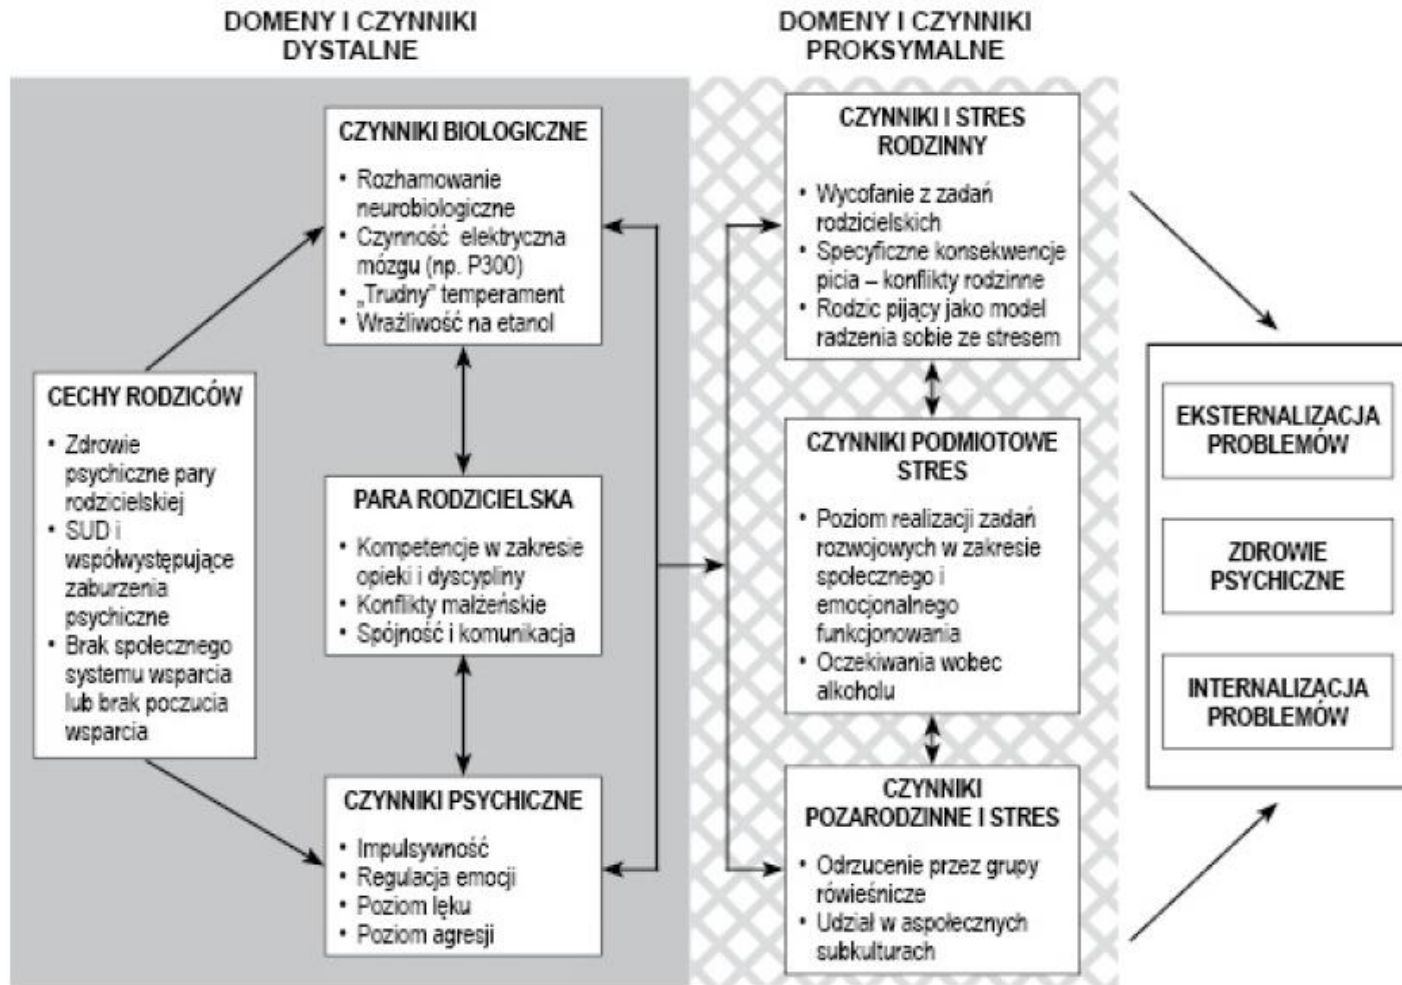 DOMENY I CZYNNIKI
DYSTALNE
DOMENY I CZYNNIKI
PROKSYMALNE
CECHY RODZICÓW
• Zdrowie
psychiczne pary
rodzicielskiej
• SUD i
współwystępujące
zaburzenia
psychiczne
• Brak społecznego
systemu wsparcia
lub brak poczucia
wsparcia
CZYNNIKI BIOLOGICZNE
• Rozhamowanie
neurobiologiczne
• Czynność elektryczna
mózgu (np. P300)
• „Trudny” temperament
• Wrażliwość na etanol
PARA RODZICIELSKA
• Kompetencje w zakresie
opieki i dyscypliny
• Konflikty małżeńskie
• Spójność i komunikacja
CZYNNIKI PSYCHICZNE
• Impulsywność
• Regulacja emocji
• Poziom lęku
• Poziom agresji
CZYNNIKI I STRES
RODZINNY
• Wycofanie z zadań
rodzicielskich
• Specyficzne konsekwencje
picia – konflikty rodzinne
• Rodzic pijący jako model
radzenia sobie ze stresem
CZYNNIKI PODMIOTOWE
STRES
• Poziom realizacji zadań
rozwojowych w zakresie
społecznego i
emocjonalnego
funkcjonowania
• Oczekiwania wobec
alkoholu
CZYNNIKI
POZARODZINNE I STRES
• Odrzucenie przez grupy
rówieśnicze
• Udział w aspołecznych
subkulturach
EKSTERNALIZACJA
PROBLEMÓW
ZDROWIE
PSYCHICZNE
INTERNALIZACJA
PROBLEMÓW